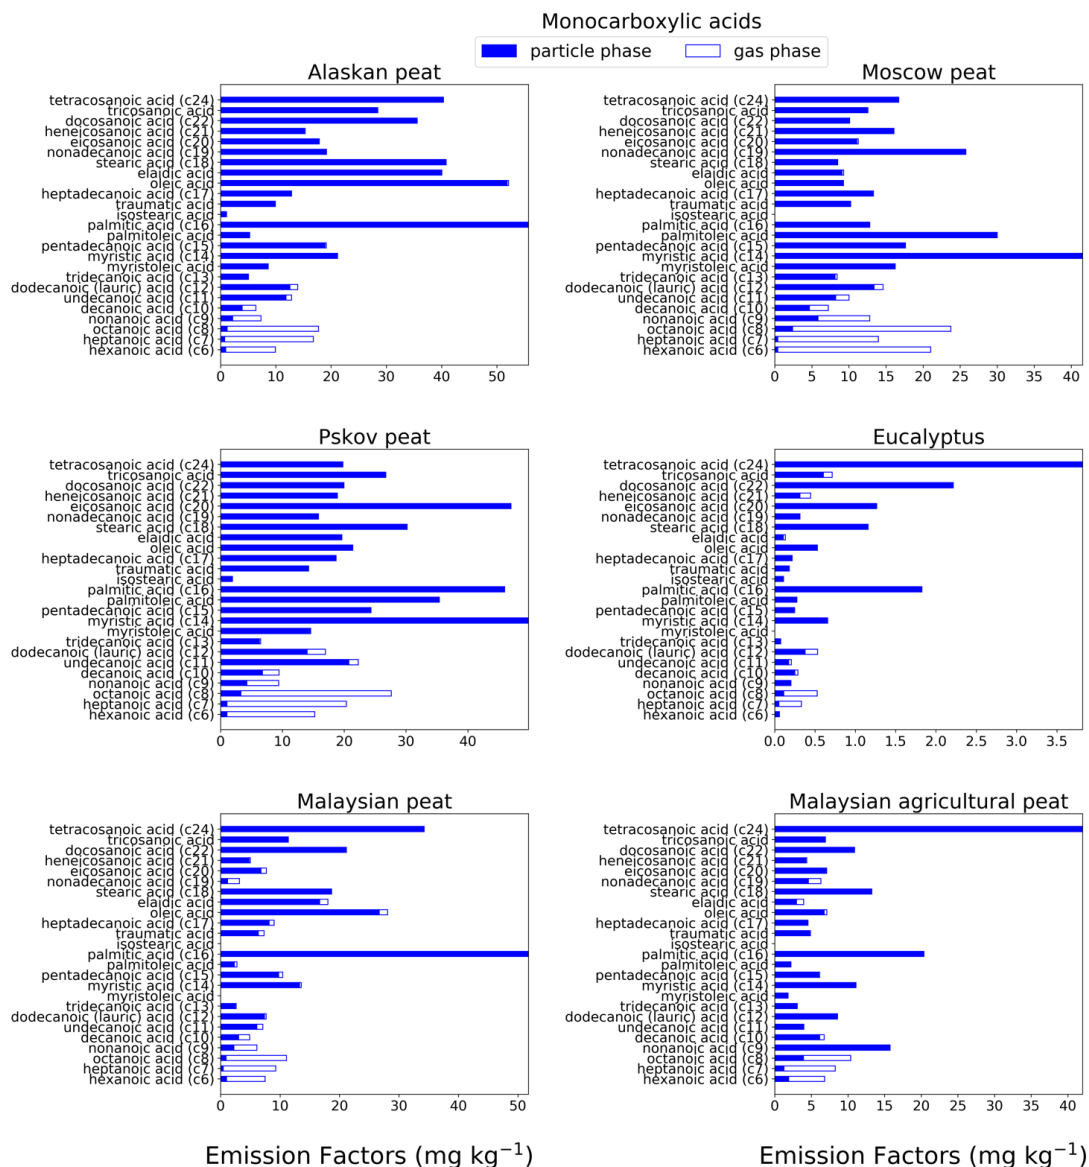 Monocarboxylic acids
particle phase gas phase
Alaskan peat
tetracosanoic acid (c24)
tricosanoic acid
docosanoic acid (c22)
heneicosanoic acid (c21)
eicosanoic acid (c20)
nonadecanoic acid (c19)
stearic acid (c18)
elaidic acid
oleic acid
heptadecanoic acid (c17)
traumatic acid
isostearic acid
palmitic acid (c16)
palmitoleic acid
pentadecanoic acid (c15)
myristic acid (c14)
myristoleic acid
tridecanoic acid (c13)
dodecanoic (lauric) acid (c12)
undecanoic acid (c11)
decanoic acid (c10)
nonanoic acid (c9)
octanoic acid (c8)
heptanoic acid (c7)
hexanoic acid (c6)
0 10 20 30 40 50
Moscow peat
tetracosanoic acid (c24)
tricosanoic acid
docosanoic acid (c22)
heneicosanoic acid (c21)
eicosanoic acid (c20)
nonadecanoic acid (c19)
stearic acid (c18)
elaidic acid
oleic acid
heptadecanoic acid (c17)
traumatic acid
isostearic acid
palmitic acid (c16)
palmitoleic acid
pentadecanoic acid (c15)
myristic acid (c14)
myristoleic acid
tridecanoic acid (c13)
dodecanoic (lauric) acid (c12)
undecanoic acid (c11)
decanoic acid (c10)
nonanoic acid (c9)
octanoic acid (c8)
heptanoic acid (c7)
hexanoic acid (c6)
0 5 10 15 20 25 30 35 40
Pskov peat
tetracosanoic acid (c24)
tricosanoic acid
docosanoic acid (c22)
heneicosanoic acid (c21)
eicosanoic acid (c20)
nonadecanoic acid (c19)
stearic acid (c18)
elaidic acid
oleic acid
heptadecanoic acid (c17)
traumatic acid
isostearic acid
palmitic acid (c16)
palmitoleic acid
pentadecanoic acid (c15)
myristic acid (c14)
myristoleic acid
tridecanoic acid (c13)
dodecanoic (lauric) acid (c12)
undecanoic acid (c11)
decanoic acid (c10)
nonanoic acid (c9)
octanoic acid (c8)
heptanoic acid (c7)
hexanoic acid (c6)
0 10 20 30 40
Eucalyptus
tetracosanoic acid (c24)
tricosanoic acid
docosanoic acid (c22)
heneicosanoic acid (c21)
eicosanoic acid (c20)
nonadecanoic acid (c19)
stearic acid (c18)
elaidic acid
oleic acid
heptadecanoic acid (c17)
traumatic acid
isostearic acid
palmitic acid (c16)
palmitoleic acid
pentadecanoic acid (c15)
myristic acid (c14)
myristoleic acid
tridecanoic acid (c13)
dodecanoic (lauric) acid (c12)
undecanoic acid (c11)
decanoic acid (c10)
nonanoic acid (c9)
octanoic acid (c8)
heptanoic acid (c7)
hexanoic acid (c6)
0.0 0.5 1.0 1.5 2.0 2.5 3.0 3.5
Malaysian peat
tetracosanoic acid (c24)
tricosanoic acid
docosanoic acid (c22)
heneicosanoic acid (c21)
eicosanoic acid (c20)
nonadecanoic acid (c19)
stearic acid (c18)
elaidic acid
oleic acid
heptadecanoic acid (c17)
traumatic acid
isostearic acid
palmitic acid (c16)
palmitoleic acid
pentadecanoic acid (c15)
myristic acid (c14)
myristoleic acid
tridecanoic acid (c13)
dodecanoic (lauric) acid (c12)
undecanoic acid (c11)
decanoic acid (c10)
nonanoic acid (c9)
octanoic acid (c8)
heptanoic acid (c7)
hexanoic acid (c6)
0 10 20 30 40 50
Emission Factors (mg kg⁻¹)
Malaysian agricultural peat
tetracosanoic acid (c24)
tricosanoic acid
docosanoic acid (c22)
heneicosanoic acid (c21)
eicosanoic acid (c20)
nonadecanoic acid (c19)
stearic acid (c18)
elaidic acid
oleic acid
heptadecanoic acid (c17)
traumatic acid
isostearic acid
palmitic acid (c16)
palmitoleic acid
pentadecanoic acid (c15)
myristic acid (c14)
myristoleic acid
tridecanoic acid (c13)
dodecanoic (lauric) acid (c12)
undecanoic acid (c11)
decanoic acid (c10)
nonanoic acid (c9)
octanoic acid (c8)
heptanoic acid (c7)
hexanoic acid (c6)
0 5 10 15 20 25 30 35 40
Emission Factors (mg kg⁻¹)